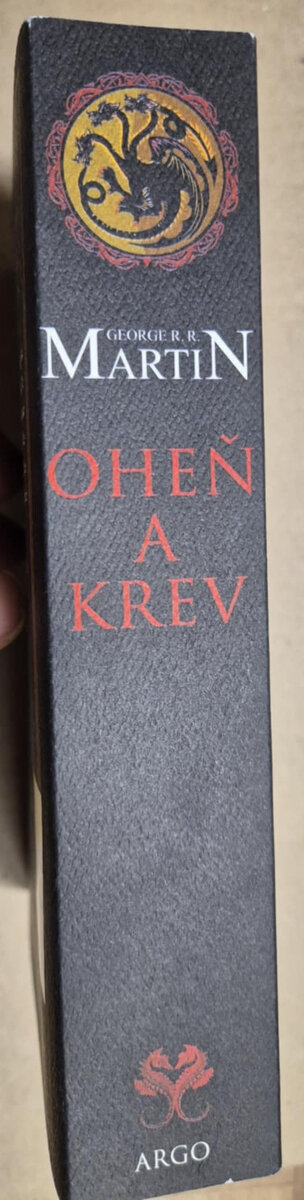 GEORGE R. R.
MARTIN
OHEŇ
A
KREV
ARGO